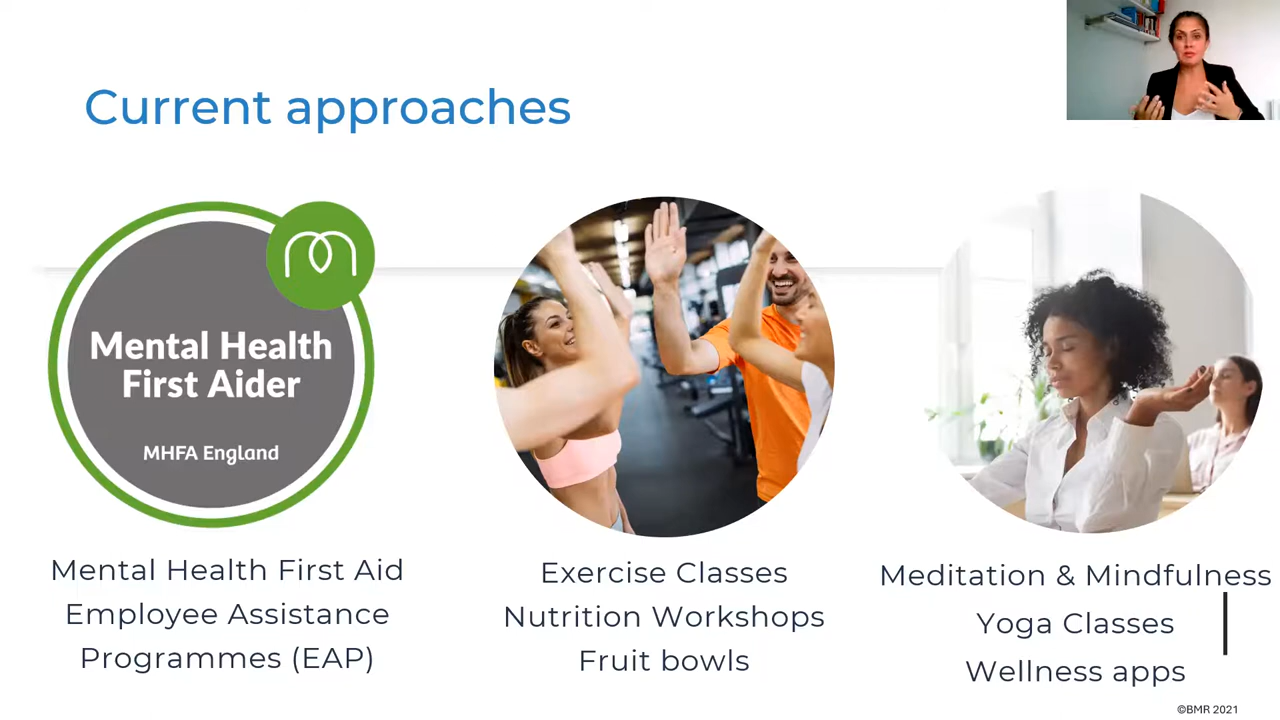 Current approaches
Mental Health
First Aider
MHFA England
Mental Health First Aid
Employee Assistance
Programmes (EAP)
Exercise Classes
Nutrition Workshops
Fruit bowls
Meditation & Mindfulness
Yoga Classes
Wellness apps
©BMR 2021